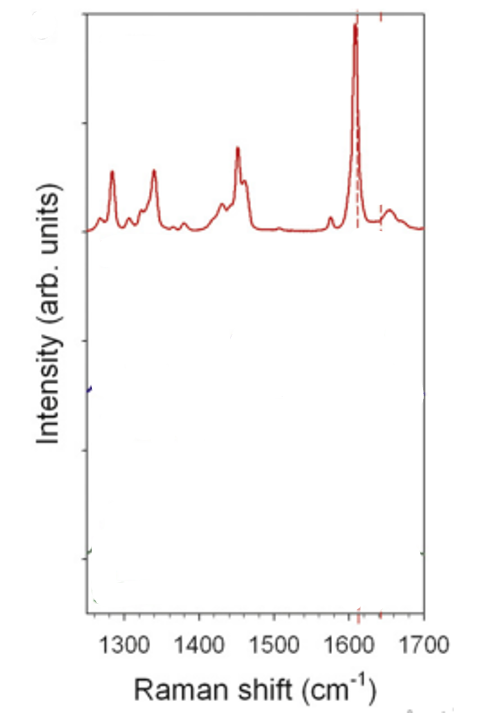 Intensity (arb. units)
1300 1400 1500 1600 1700
Raman shift (cm⁻¹)